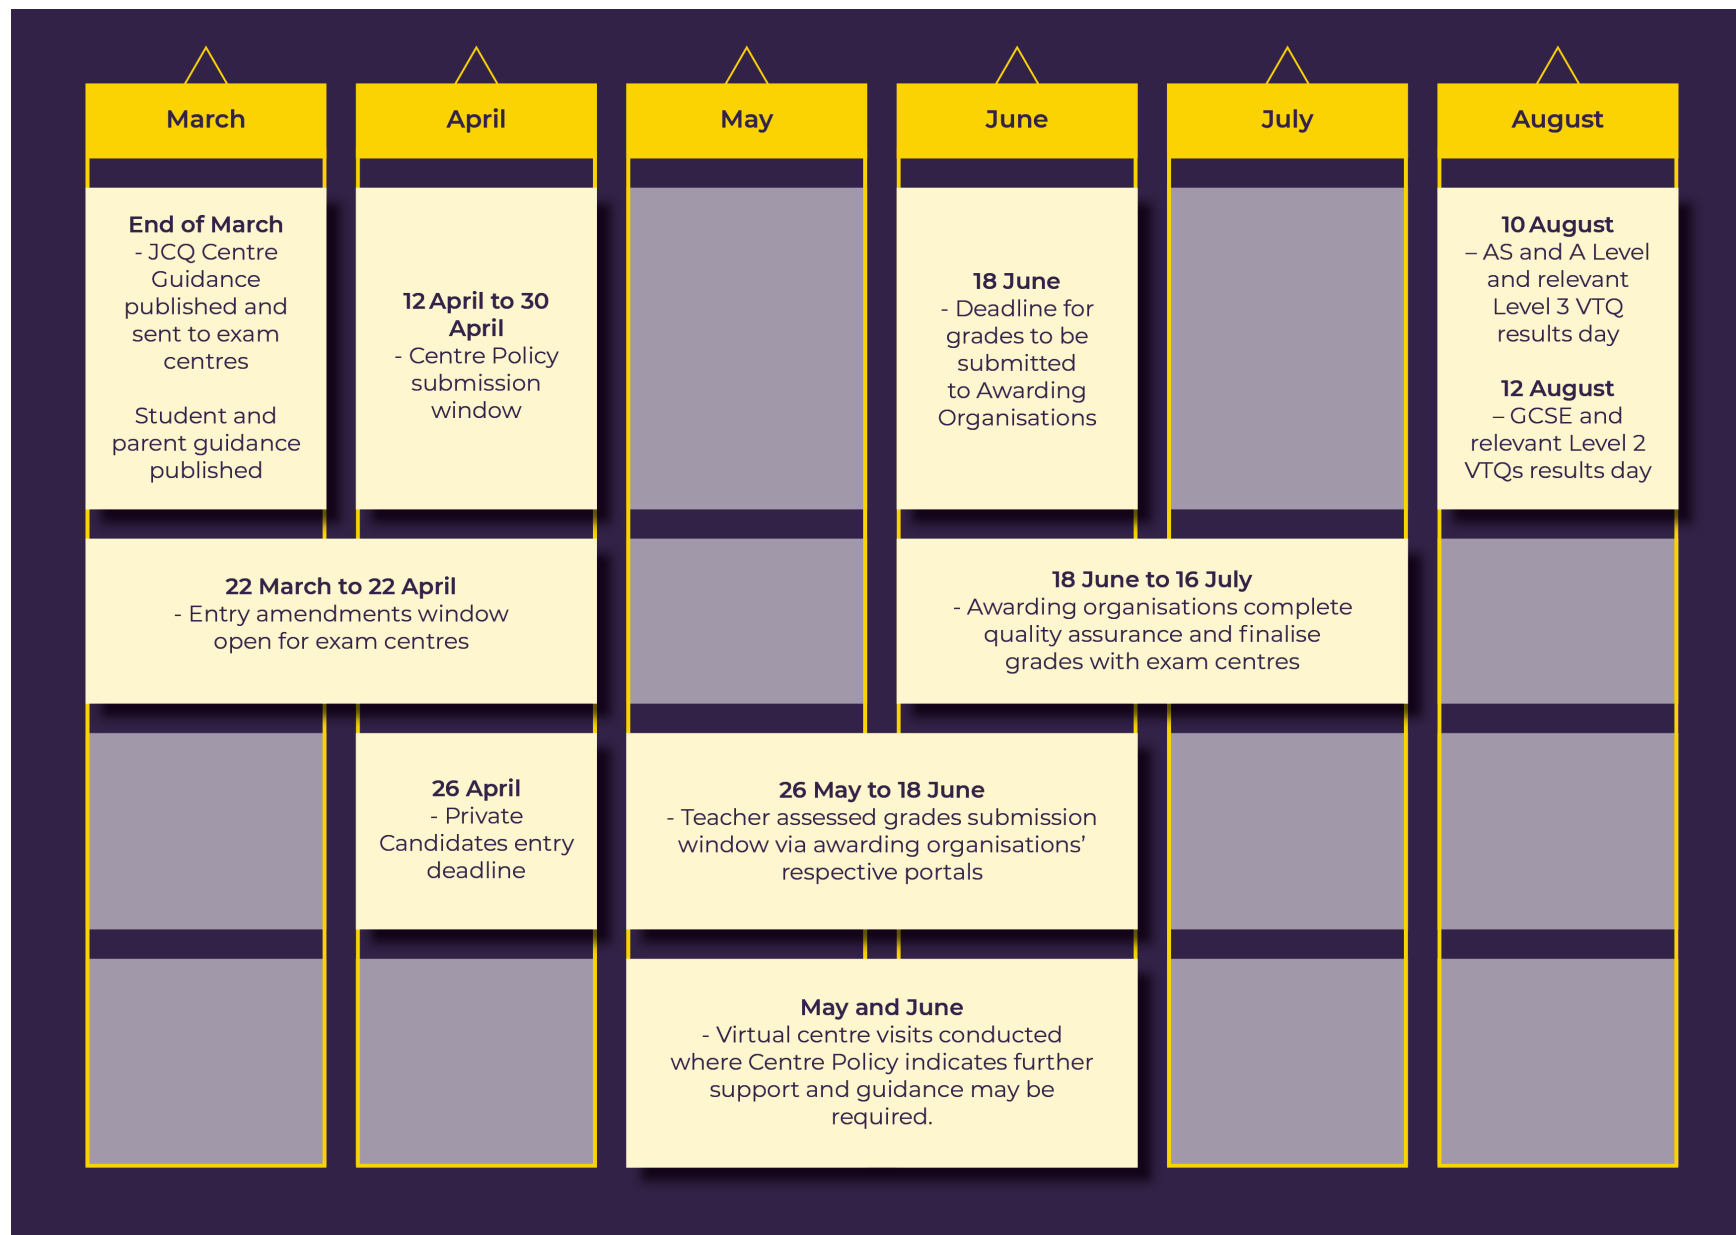 March
April
May
June
July
August
End of March
- JCQ Centre
Guidance
published and
sent to exam
centres
Student and
parent guidance
published
12 April to 30
April
- Centre Policy
submission
window
18 June
- Deadline for
grades to be
submitted
to Awarding
Organisations
10 August
– AS and A Level
and relevant
Level 3 VTQ
results day
12 August
– GCSE and
relevant Level 2
VTQs results day
22 March to 22 April
- Entry amendments window
open for exam centres
18 June to 16 July
- Awarding organisations complete
quality assurance and finalise
grades with exam centres
26 April
- Private
Candidates entry
deadline
26 May to 18 June
- Teacher assessed grades submission
window via awarding organisations’
respective portals
May and June
- Virtual centre visits conducted
where Centre Policy indicates further
support and guidance may be
required.